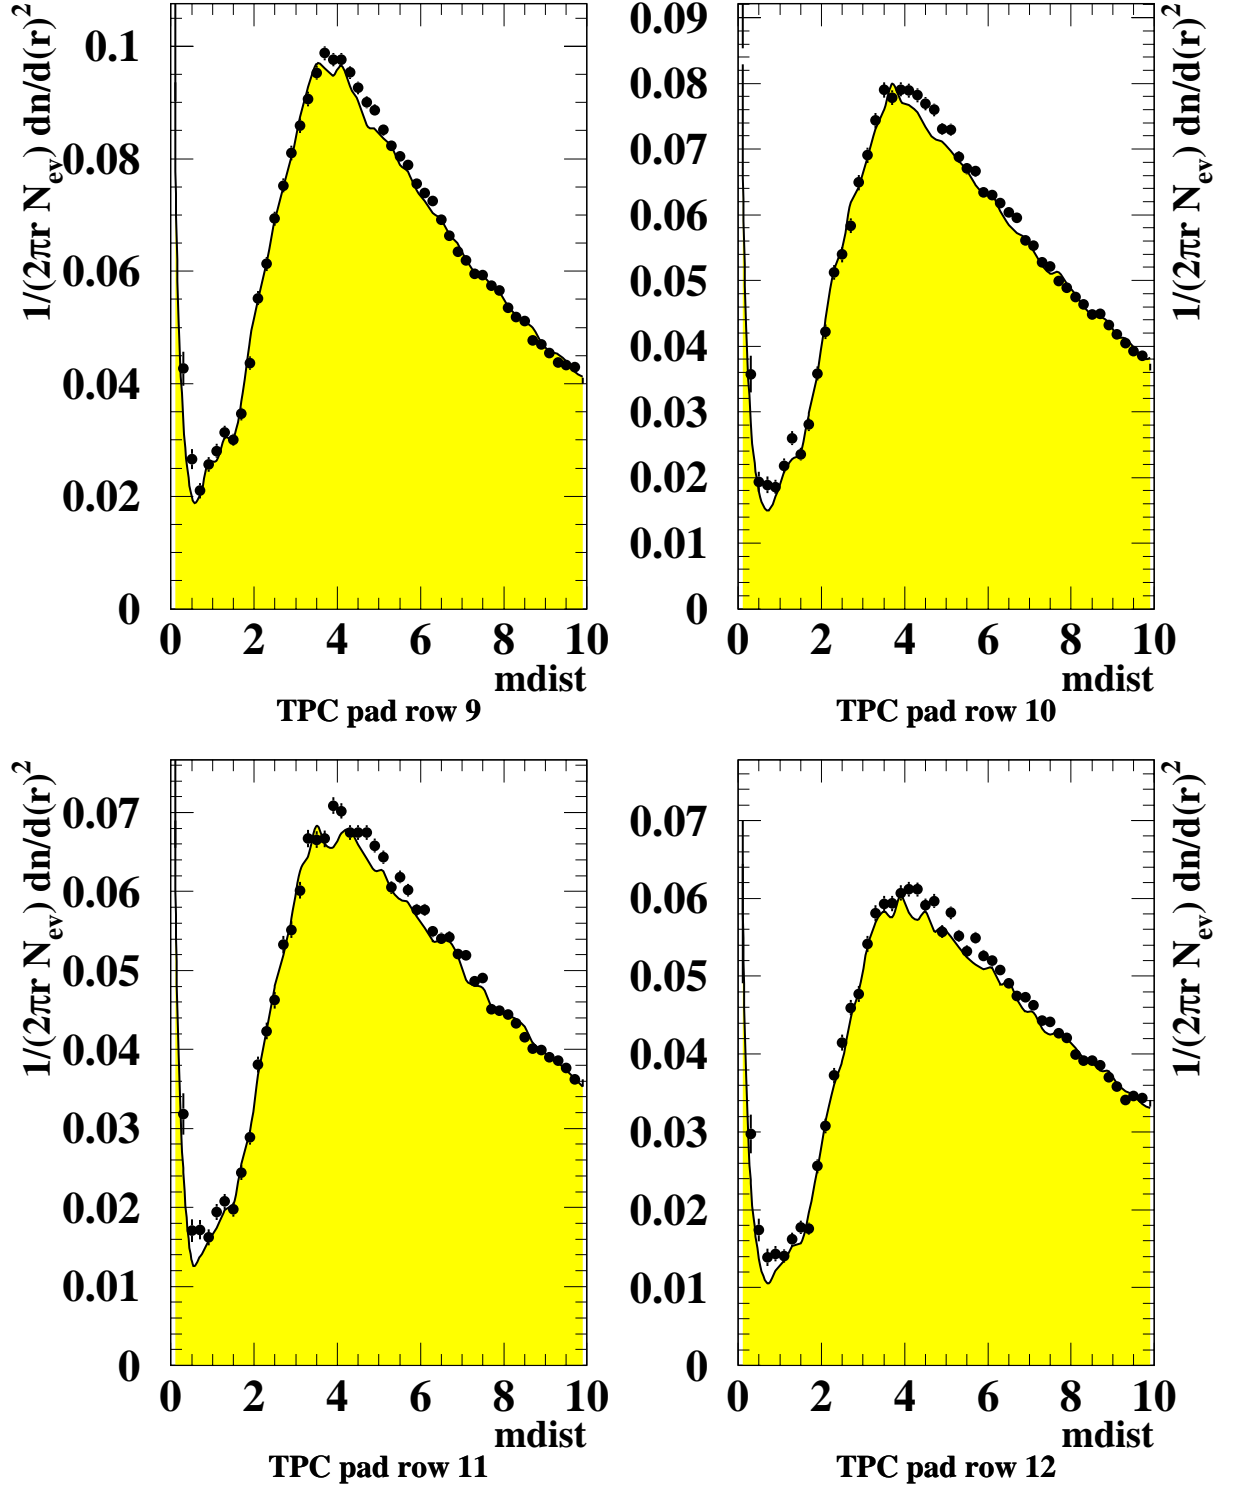 1/(2πr N_ev) dn/d(r)²
0.1
0.08
0.06
0.04
0.02
0
0 2 4 6 8 10
mdist
TPC pad row 9
0.09
0.08
0.07
0.06
0.05
0.04
0.03
0.02
0.01
0
0 2 4 6 8 10
mdist
TPC pad row 10
1/(2πr N_ev) dn/d(r)²
1/(2πr N_ev) dn/d(r)²
0.07
0.06
0.05
0.04
0.03
0.02
0.01
0
0 2 4 6 8 10
mdist
TPC pad row 11
0.07
0.06
0.05
0.04
0.03
0.02
0.01
0
0 2 4 6 8 10
mdist
TPC pad row 12
1/(2πr N_ev) dn/d(r)²